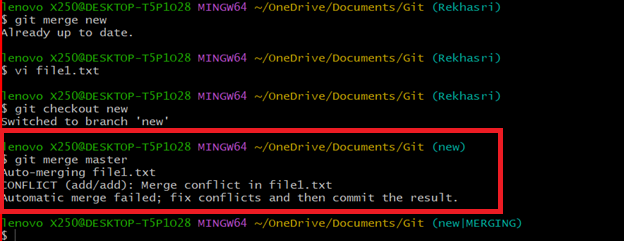 lenovo X250@DESKTOP-T5P1O28 MINGW64 ~/OneDrive/Documents/Git (Rekhasri)
$ git merge new
Already up to date.
lenovo X250@DESKTOP-T5P1O28 MINGW64 ~/OneDrive/Documents/Git (Rekhasri)
$ vi file1.txt
lenovo X250@DESKTOP-T5P1O28 MINGW64 ~/OneDrive/Documents/Git (Rekhasri)
$ git checkout new
Switched to branch 'new'
lenovo X250@DESKTOP-T5P1O28 MINGW64 ~/OneDrive/Documents/Git (new)
$ git merge master
Auto-merging file1.txt
CONFLICT (add/add): Merge conflict in file1.txt
Automatic merge failed; fix conflicts and then commit the result.
lenovo X250@DESKTOP-T5P1O28 MINGW64 ~/OneDrive/Documents/Git (new|MERGING)
$